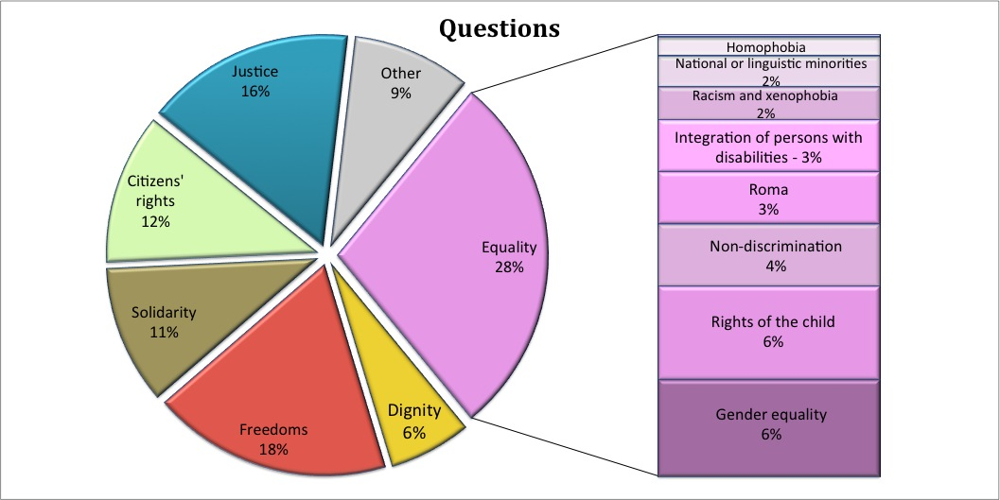 Questions
Justice
16%
Other
9%
Citizens'
rights
12%
Equality
28%
Solidarity
11%
Freedoms
18%
Dignity
6%
Homophobia
National or linguistic minorities
2%
Racism and xenophobia
2%
Integration of persons with
disabilities - 3%
Roma
3%
Non-discrimination
4%
Rights of the child
6%
Gender equality
6%